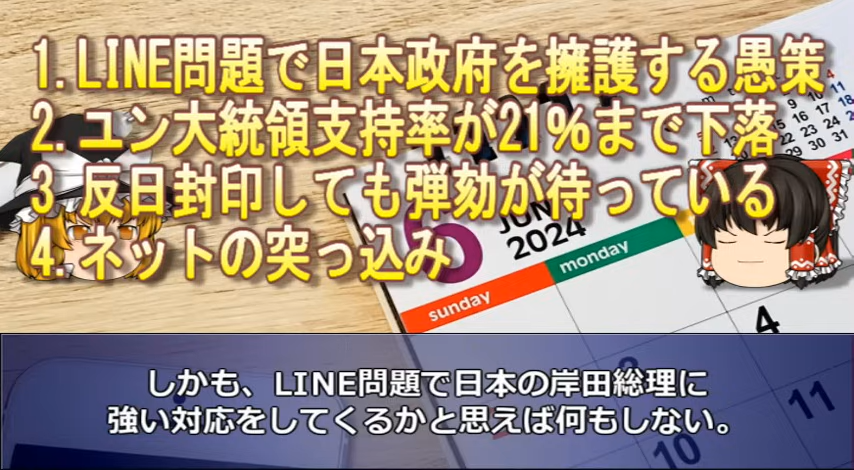 1.LINE問題で日本政府を擁護する愚策
2.ユン大統領支持率が21%まで下落
3.反日封印しても弾劾が待っている
4.ネットの突っ込み
2024
sunday
monday
4
10
11
しかも、LINE問題で日本の岸田総理に
強い対応をしてくるかと思えば何もしない。